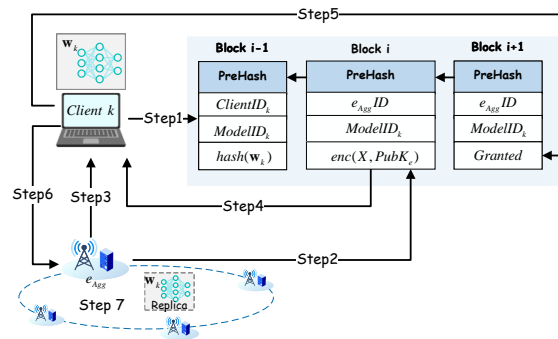 Step5
Block i-1
Block i
Block i+1
w_k
PreHash
PreHash
PreHash
Client k
Step1
ClientID_k
e_Agg ID
e_Agg ID
ModelID_k
ModelID_k
ModelID_k
hash(w_k)
enc(X, PubK_e)
Granted
Step6
Step3
Step4
Step2
e_Agg
w_k
Step 7
Replica